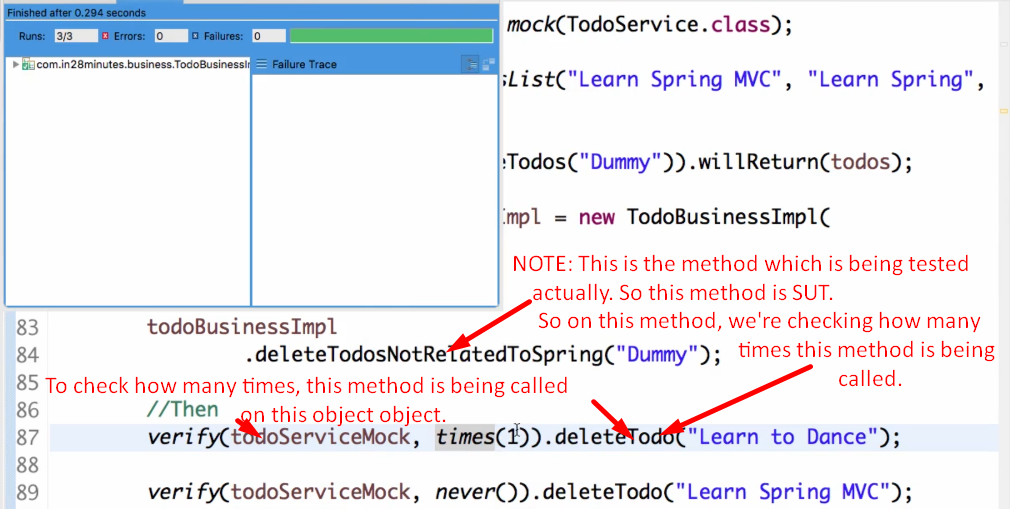 Finished after 0.294 seconds
Runs: 3/3 Errors: 0 Failures: 0
com.in28minutes.business.TodoBusinessI
Failure Trace
mock(TodoService.class);
sList("Learn Spring MVC", "Learn Spring",
eTodos("Dummy")).willReturn(todos);
Impl = new TodoBusinessImpl(
NOTE: This is the method which is being tested
actually. So this method is SUT.
So on this method, we're checking how many
times this method is being
called.
83 todoBusinessImpl
84 .deleteTodosNotRelatedToSpring("Dummy");
85
To check how many times, this method is being called
on this object object.
86 //Then
87 verify(todoServiceMock, times(1)).deleteTodo("Learn to Dance");
88
89 verify(todoServiceMock, never()).deleteTodo("Learn Spring MVC");